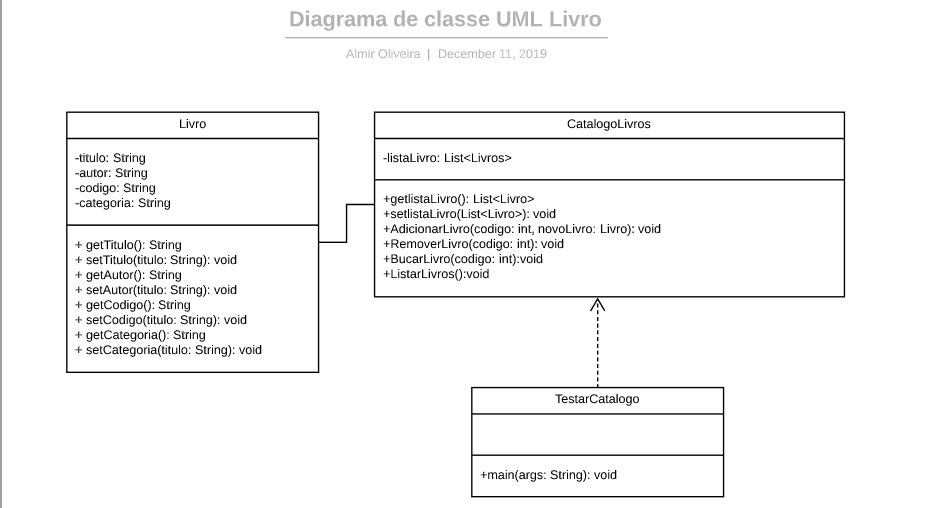 Diagrama de classe UML Livro
Almir Oliveira | December 11, 2019
Livro
-titulo: String
-autor: String
-codigo: String
-categoria: String
+ getTitulo(): String
+ setTitulo(titulo: String): void
+ getAutor(): String
+ setAutor(titulo: String): void
+ getCodigo(): String
+ setCodigo(titulo: String): void
+ getCategoria(): String
+ setCategoria(titulo: String): void
CatalogoLivros
-listaLivro: List<Livros>
+getlistaLivro(): List<Livro>
+setlistaLivro(List<Livro>): void
+AdicionarLivro(codigo: int, novoLivro: Livro): void
+RemoverLivro(codigo: int): void
+BucarLivro(codigo: int):void
+ListarLivros():void
TestarCatalogo
+main(args: String): void